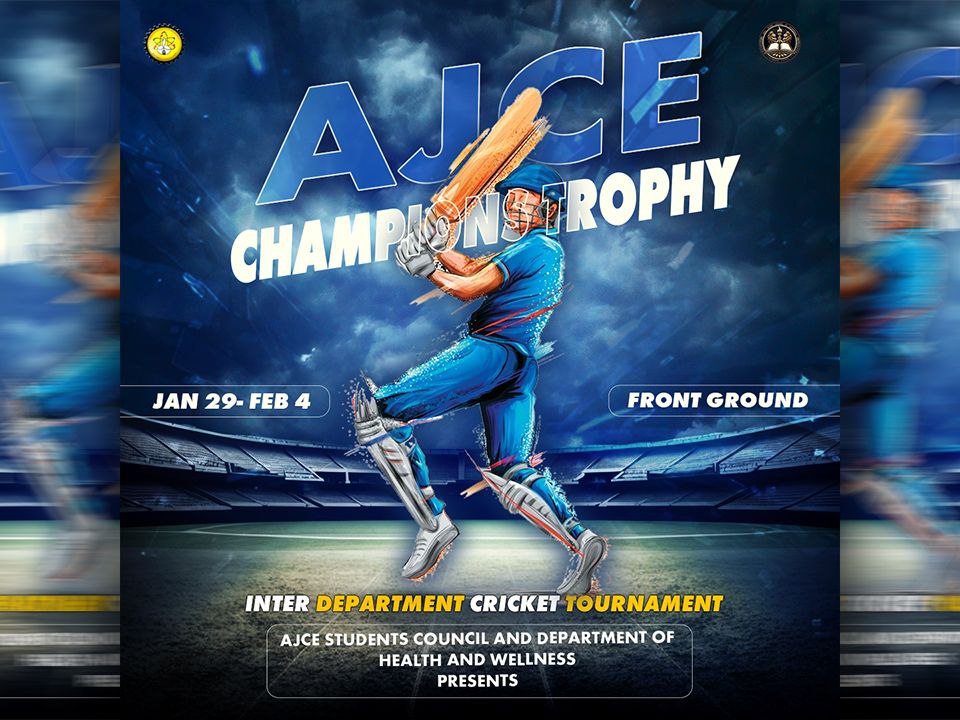 AJCE
CHAMPIONS TROPHY
JAN 29- FEB 4
FRONT GROUND
INTER DEPARTMENT CRICKET TOURNAMENT
AJCE STUDENTS COUNCIL AND DEPARTMENT OF
HEALTH AND WELLNESS
PRESENTS